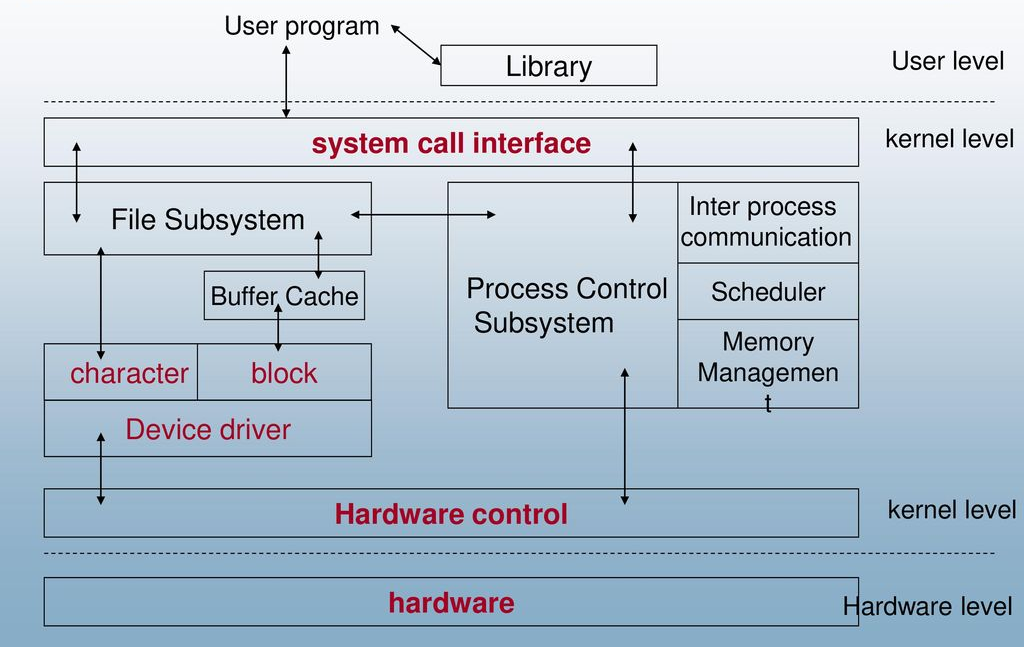 User program
Library
User level
system call interface
kernel level
File Subsystem
Inter process
communication
Buffer Cache
Process Control
Subsystem
Scheduler
Memory
Managemen
t
character
block
Device driver
Hardware control
kernel level
hardware
Hardware level